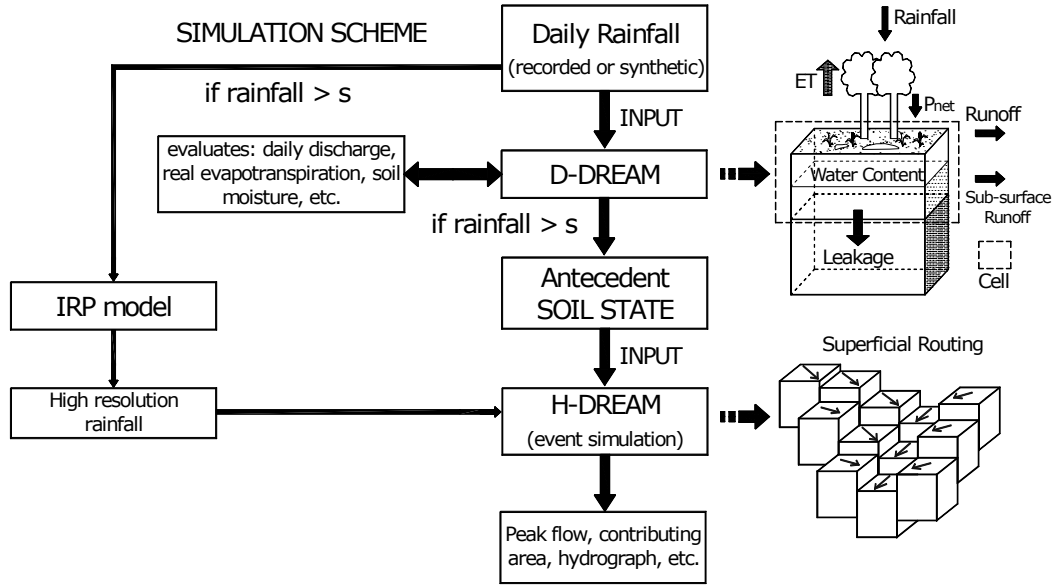 SIMULATION SCHEME
Daily Rainfall
(recorded or synthetic)
if rainfall > s
INPUT
evaluates: daily discharge,
real evapotranspiration, soil
moisture, etc.
D-DREAM
if rainfall > s
Antecedent
SOIL STATE
IRP model
INPUT
High resolution
rainfall
H-DREAM
(event simulation)
Peak flow, contributing
area, hydrograph, etc.
Rainfall
ET
Pnet
Runoff
Water Content
Sub-surface
Runoff
Leakage
Cell
Superficial Routing